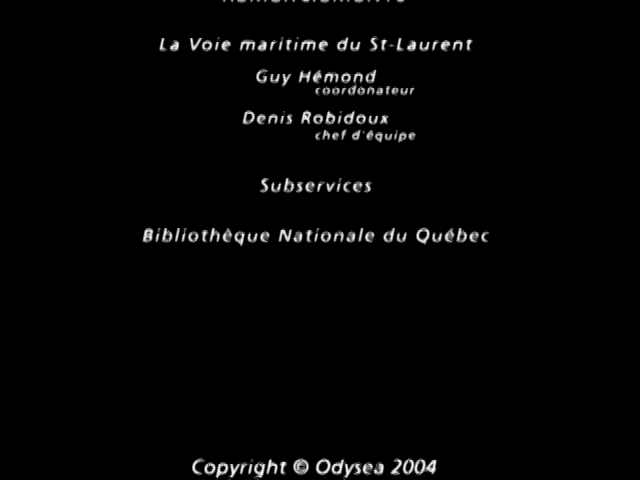 Remerciements
La Voie maritime du St-Laurent
Guy Hémond
coordonateur
Denis Robidoux
chef d'équipe
Subservices
Bibliothèque Nationale du Québec
Copyright © Odysea 2004